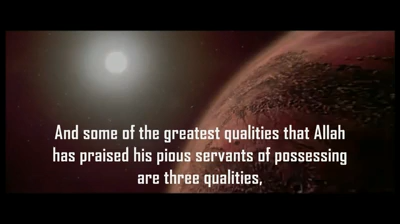 And some of the greatest qualities that Allah
has praised his pious servants of possessing
are three qualities,